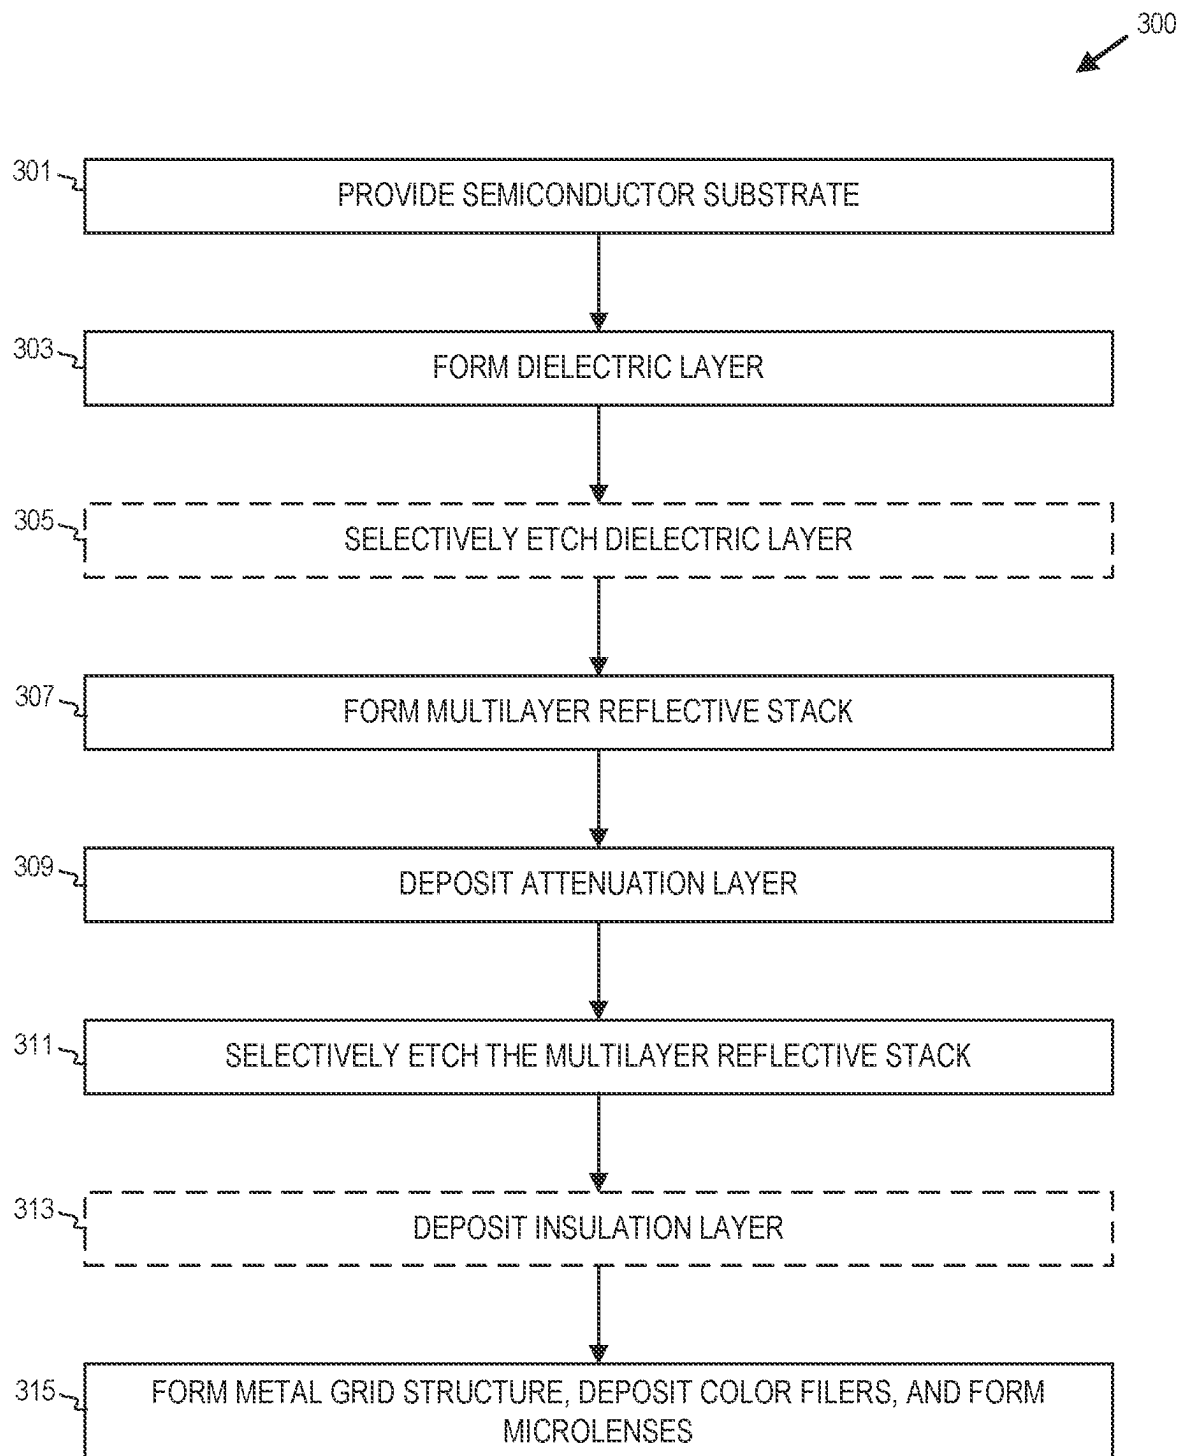 300
301
PROVIDE SEMICONDUCTOR SUBSTRATE
303
FORM DIELECTRIC LAYER
305
SELECTIVELY ETCH DIELECTRIC LAYER
307
FORM MULTILAYER REFLECTIVE STACK
309
DEPOSIT ATTENUATION LAYER
311
SELECTIVELY ETCH THE MULTILAYER REFLECTIVE STACK
313
DEPOSIT INSULATION LAYER
315
FORM METAL GRID STRUCTURE, DEPOSIT COLOR FILERS, AND FORM
MICROLENSES